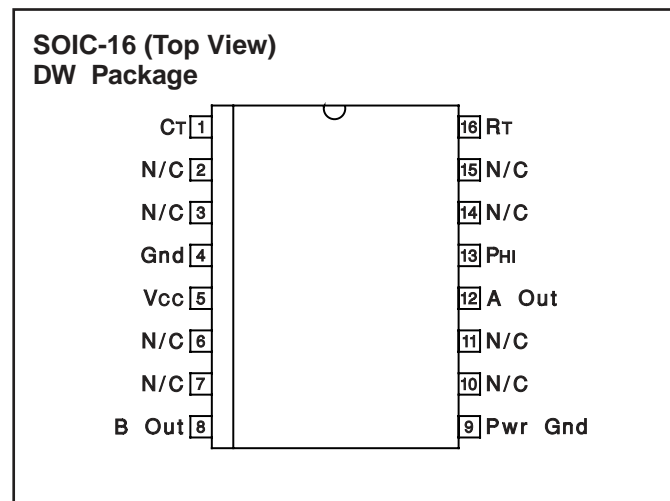 SOIC-16 (Top View)
DW Package
CT 1 16 RT
N/C 2 15 N/C
N/C 3 14 N/C
Gnd 4 13 PHI
Vcc 5 12 A Out
N/C 6 11 N/C
N/C 7 10 N/C
B Out 8 9 Pwr Gnd